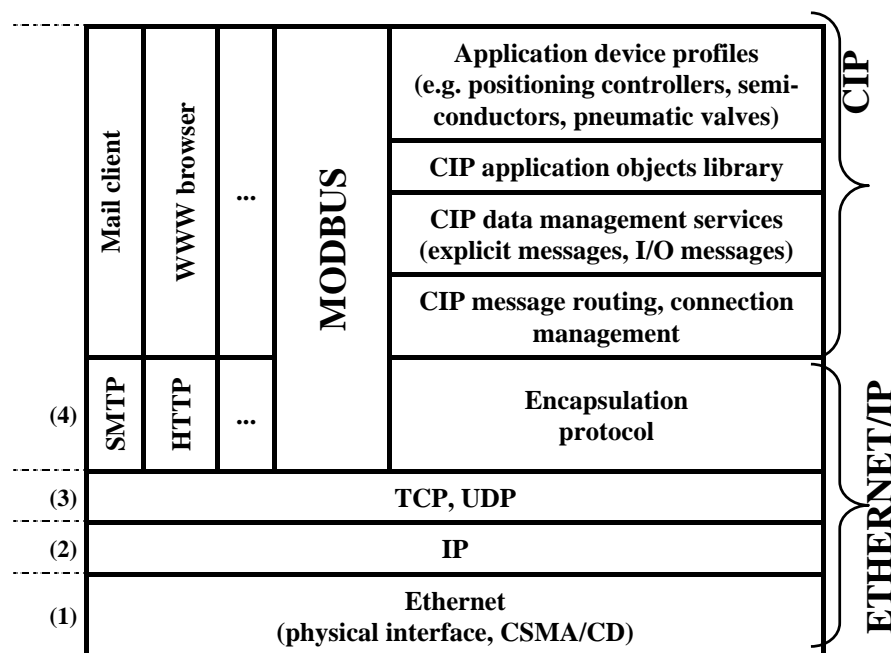 Application device profiles
(e.g. positioning controllers, semi-
conductors, pneumatic valves)
CIP
Mail client
WWW browser
...
MODBUS
CIP application objects library
CIP data management services
(explicit messages, I/O messages)
CIP message routing, connection
management
(4)
SMTP
HTTP
...
Encapsulation
protocol
ETHERNET/IP
(3)
TCP, UDP
(2)
IP
(1)
Ethernet
(physical interface, CSMA/CD)